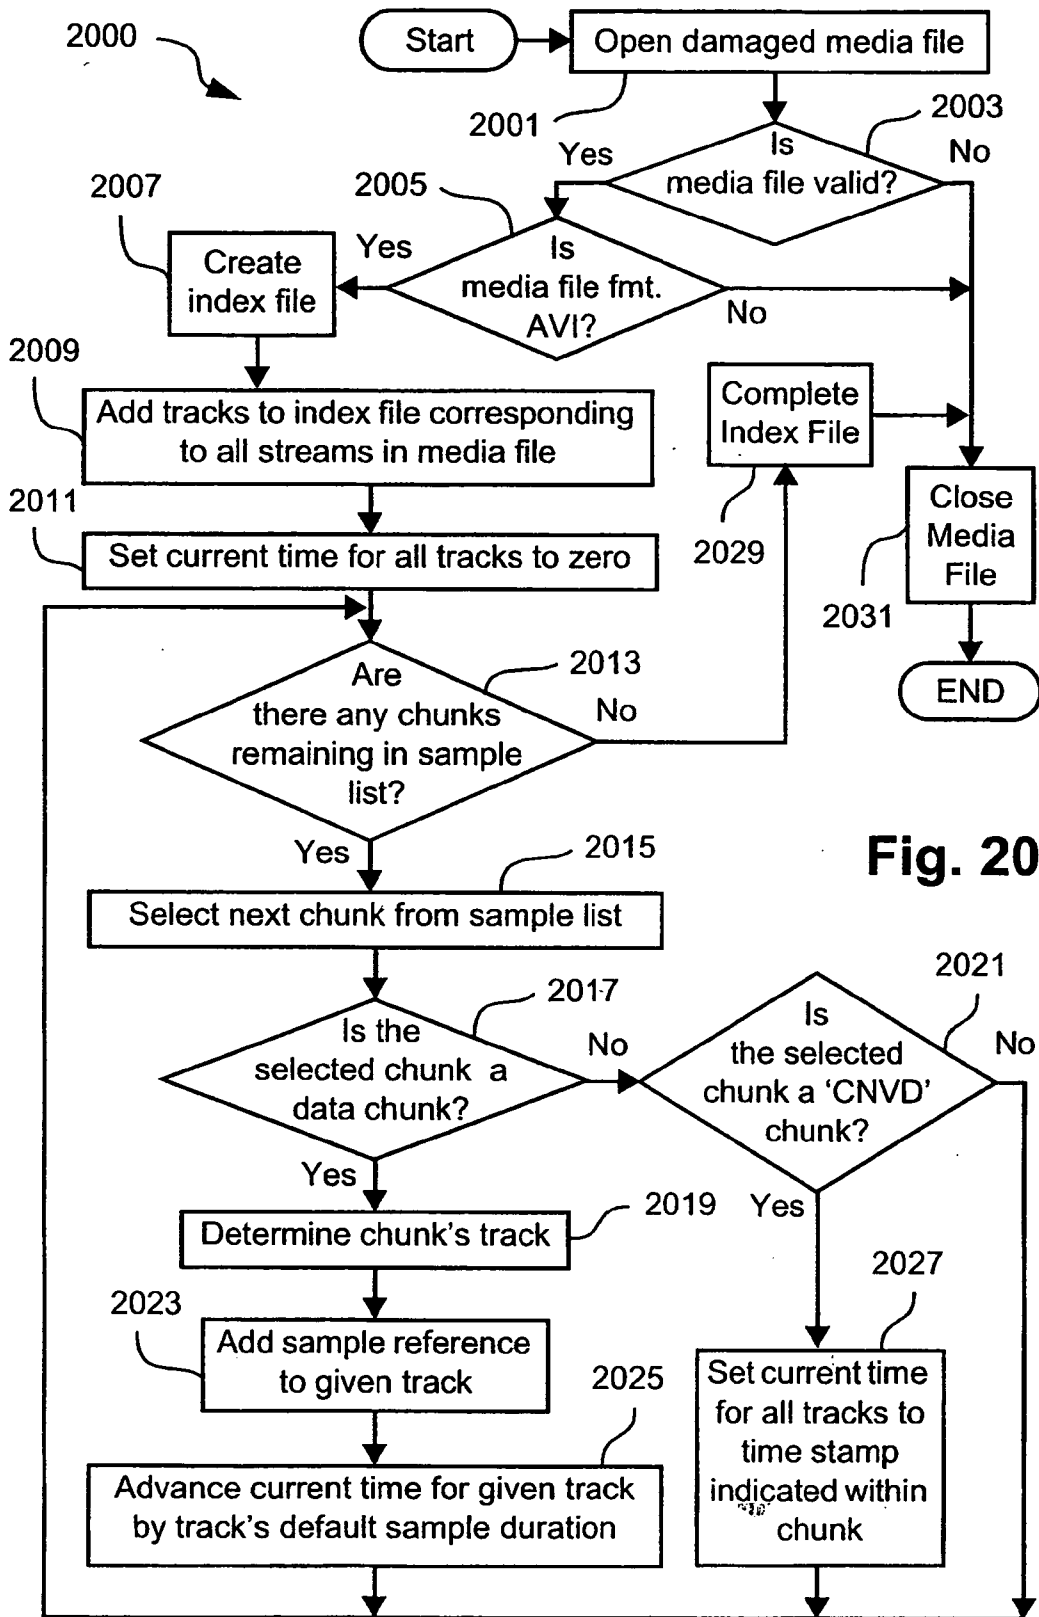 2000
Start
Open damaged media file
2001
2003
Is
media file valid?
Yes
No
2005
Is
media file fmt.
AVI?
Yes
No
2007
Create
index file
2009
Add tracks to index file corresponding
to all streams in media file
Complete
Index File
2029
Close
Media
File
2031
END
2011
Set current time for all tracks to zero
2013
Are
there any chunks
remaining in sample
list?
No
Yes
Fig. 20
2015
Select next chunk from sample list
2017
Is the
selected chunk a
data chunk?
No
Yes
2021
Is
the selected
chunk a ‘CNVD’
chunk?
No
Yes
2019
Determine chunk's track
2023
Add sample reference
to given track
2025
Advance current time for given track
by track's default sample duration
2027
Set current time
for all tracks to
time stamp
indicated within
chunk